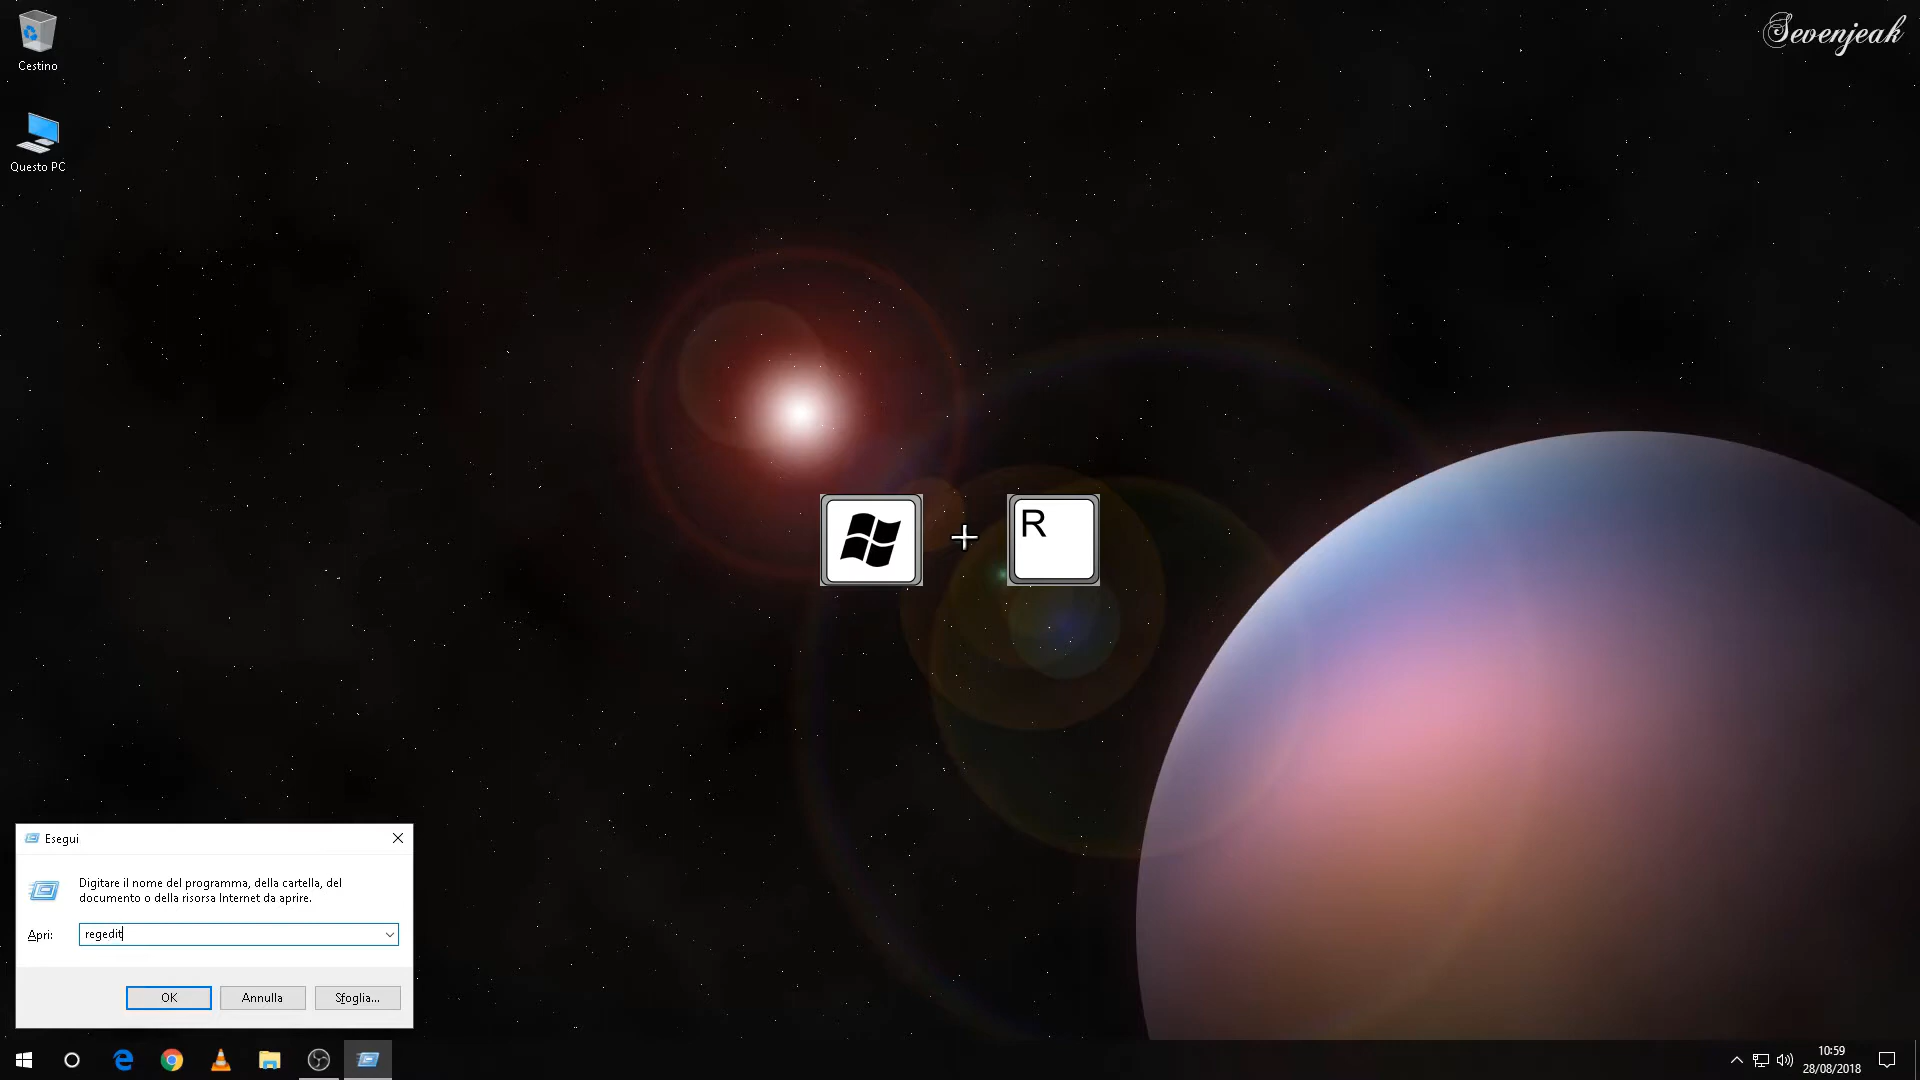 Cestino
Sevenjeak
Questo PC
R
+
Esegui
Digitare il nome del programma, della cartella, del
documento o della risorsa Internet da aprire.
Apri:
regedit
OK
Annulla
Sfoglia...
10:59
28/08/2018